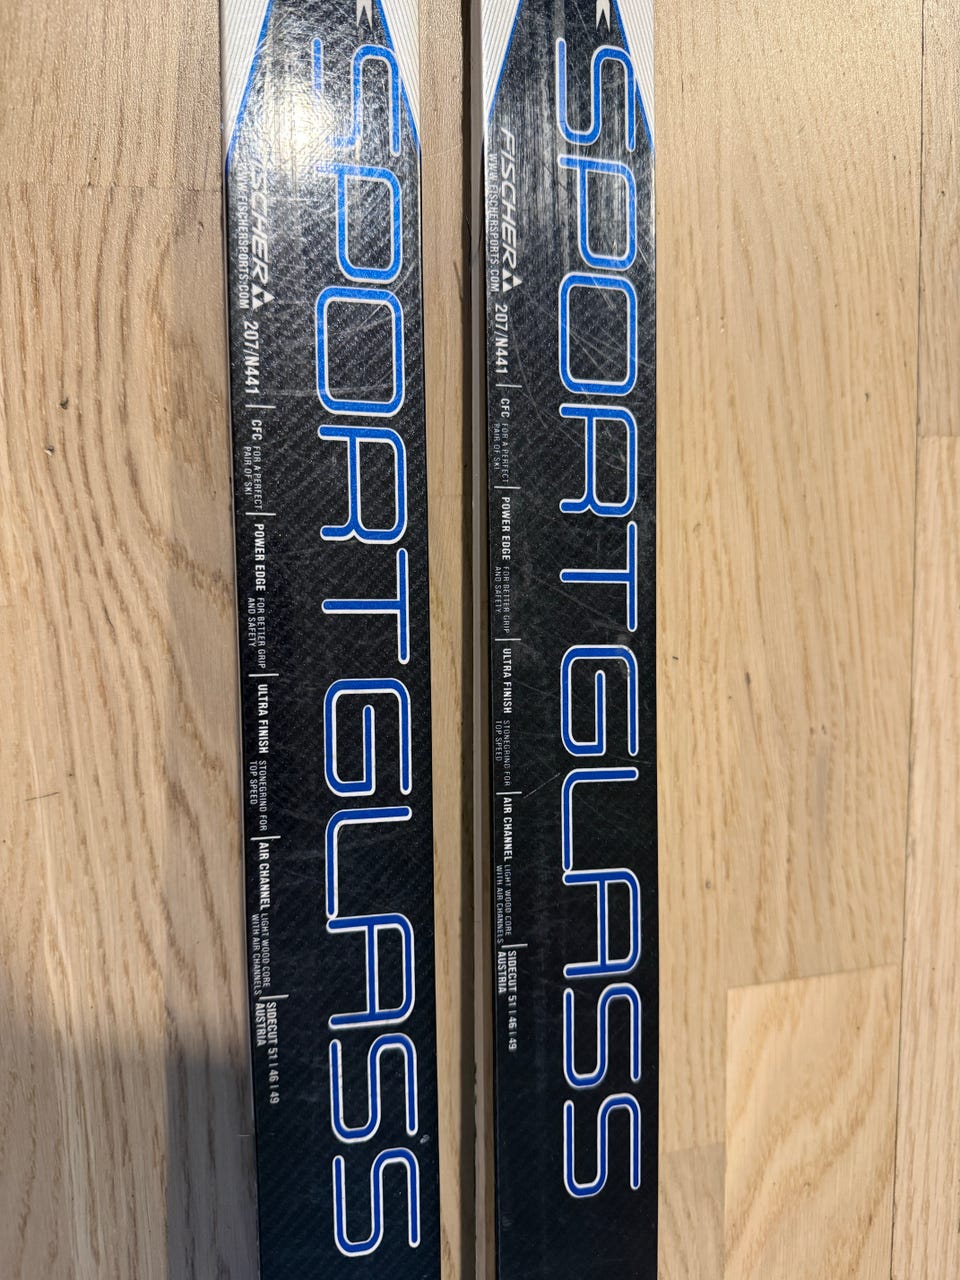 SPORT GLASS
FISCHER
WWW.FISCHERSPORTS.COM
207/N441
CFC FOR A PERFECT
PAIR OF SKI
POWER EDGE FOR BETTER GRIP
AND SAFETY
ULTRA FINISH STONEGRIND FOR
TOP SPEED
AIR CHANNEL LIGHT WOOD CORE
WITH AIR CHANNELS
SIDECUT 51 | 46 | 49
AUSTRIA
SPORT GLASS
FISCHER
WWW.FISCHERSPORTS.COM
207/N441
CFC FOR A PERFECT
PAIR OF SKI
POWER EDGE FOR BETTER GRIP
AND SAFETY
ULTRA FINISH STONEGRIND FOR
TOP SPEED
AIR CHANNEL LIGHT WOOD CORE
WITH AIR CHANNELS
SIDECUT 51 | 46 | 49
AUSTRIA